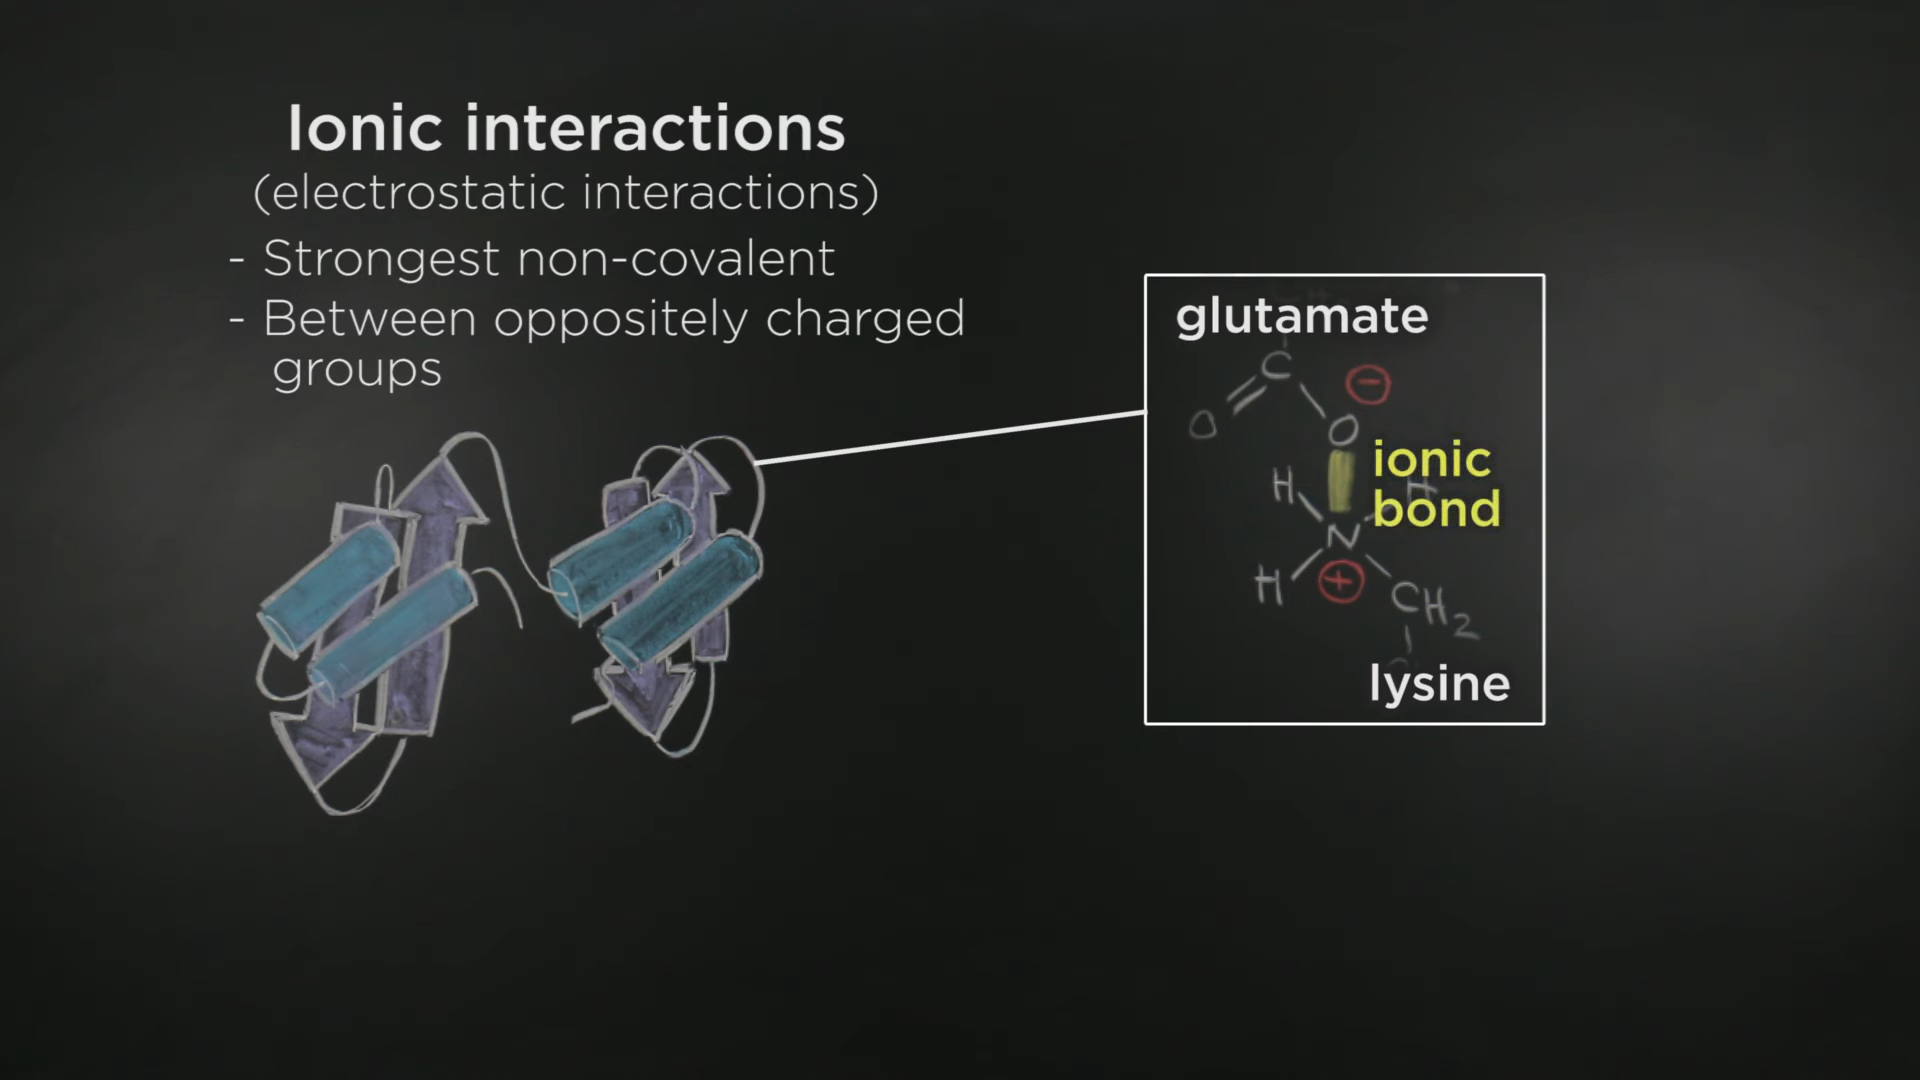 Ionic interactions
(electrostatic interactions)
- Strongest non-covalent
- Between oppositely charged
groups
glutamate
C
−
O
O
ionic
H
H
bond
N
H
+
CH2
lysine